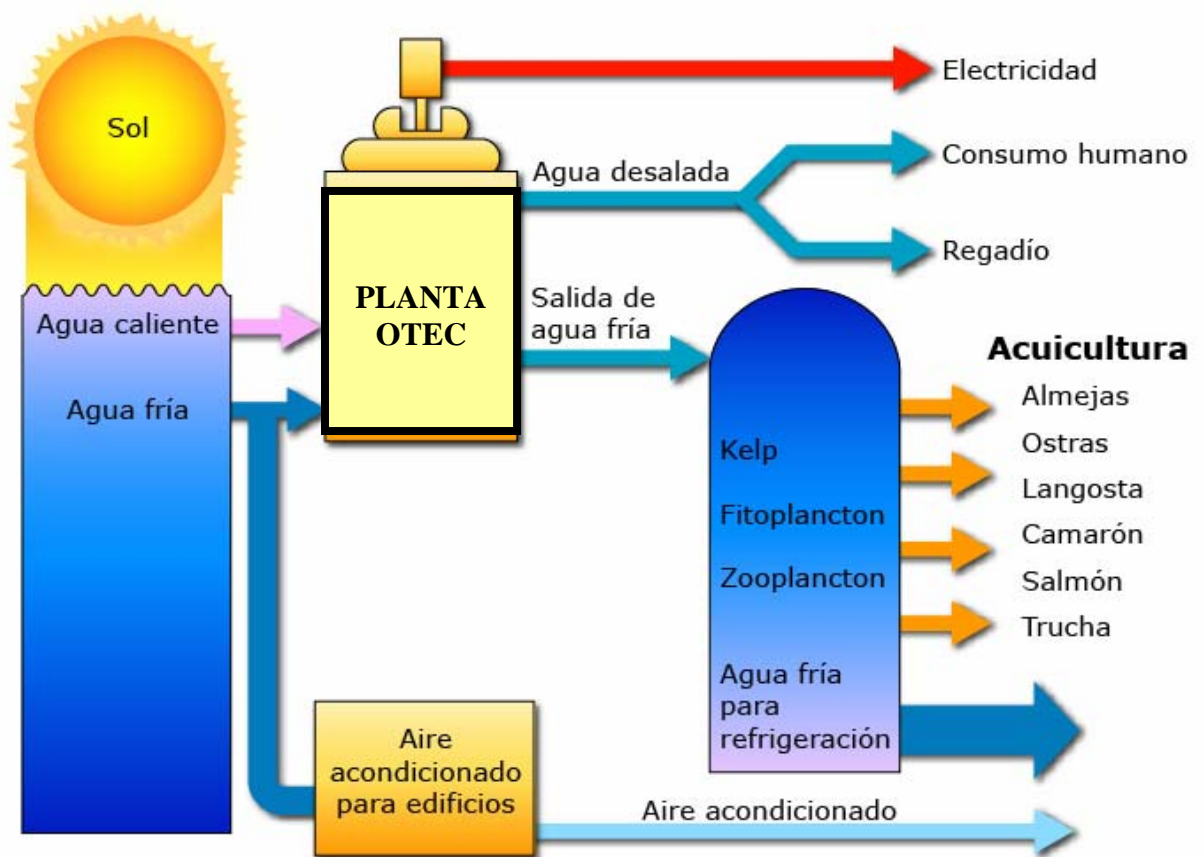 Sol
Agua caliente
Agua fría
PLANTA
OTEC
Electricidad
Agua desalada
Consumo humano
Regadío
Salida de
agua fría
Kelp
Fitoplancton
Zooplancton
Agua fría
para
refrigeración
Acuicultura
Almejas
Ostras
Langosta
Camarón
Salmón
Trucha
Aire
acondicionado
para edificios
Aire acondicionado